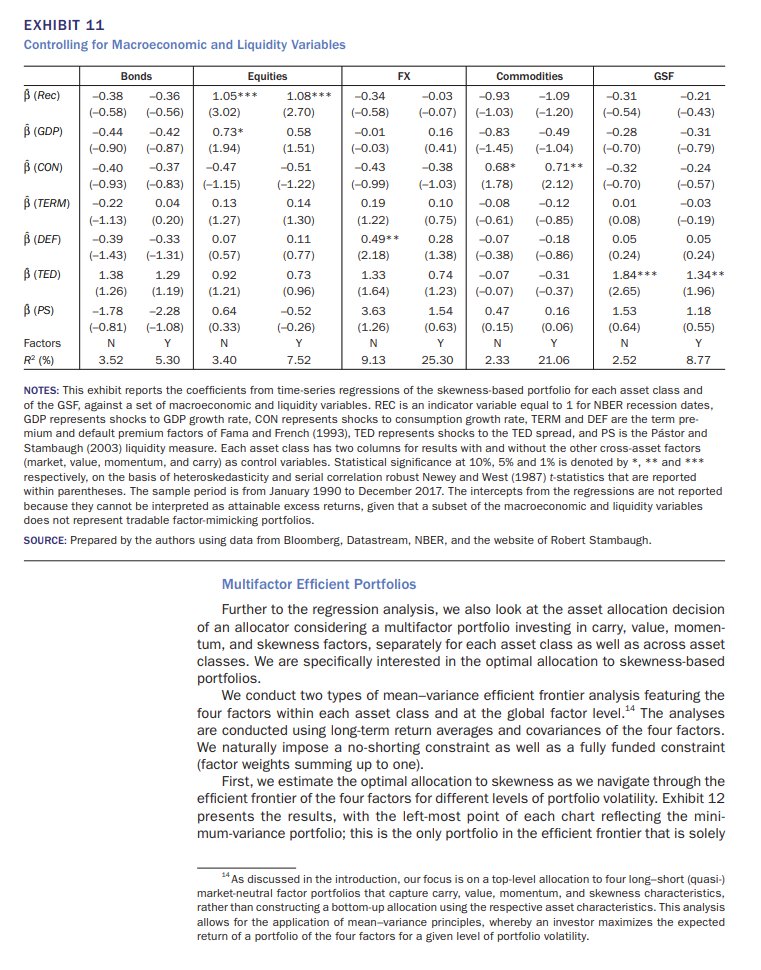 EXHIBIT 11
Controlling for Macroeconomic and Liquidity Variables
Bonds Equities FX Commodities GSF
β̂ (Rec) −0.38 −0.36 1.05*** 1.08*** −0.34 −0.03 −0.93 −1.09 −0.31 −0.21
(−0.58) (−0.56) (3.02) (2.70) (−0.58) (−0.07) (−1.03) (−1.20) (−0.54) (−0.43)
β̂ (GDP) −0.44 −0.42 0.73* 0.58 −0.01 0.16 −0.83 −0.49 −0.28 −0.31
(−0.90) (−0.87) (1.94) (1.51) (−0.03) (0.41) (−1.45) (−1.04) (−0.70) (−0.79)
β̂ (CON) −0.40 −0.37 −0.47 −0.51 −0.43 −0.38 0.68* 0.71** −0.32 −0.24
(−0.93) (−0.83) (−1.15) (−1.22) (−0.99) (−1.03) (1.78) (2.12) (−0.70) (−0.57)
β̂ (TERM) −0.22 0.04 0.13 0.14 0.19 0.10 −0.08 −0.12 0.01 −0.03
(−1.13) (0.20) (1.27) (1.30) (1.22) (0.75) (−0.61) (−0.85) (0.08) (−0.19)
β̂ (DEF) −0.39 −0.33 0.07 0.11 0.49** 0.28 −0.07 −0.18 0.05 0.05
(−1.43) (−1.31) (0.57) (0.77) (2.18) (1.38) (−0.38) (−0.86) (0.24) (0.24)
β̂ (TED) 1.38 1.29 0.92 0.73 1.33 0.74 −0.07 −0.31 1.84*** 1.34**
(1.26) (1.19) (1.21) (0.96) (1.64) (1.23) (−0.07) (−0.37) (2.65) (1.96)
β̂ (PS) −1.78 −2.28 0.64 −0.52 3.63 1.54 0.47 0.16 1.53 1.18
(−0.81) (−1.08) (0.33) (−0.26) (1.26) (0.63) (0.15) (0.06) (0.64) (0.55)
Factors N Y N Y N Y N Y N Y
R² (%) 3.52 5.30 3.40 7.52 9.13 25.30 2.33 21.06 2.52 8.77
NOTES: This exhibit reports the coefficients from time-series regressions of the skewness-based portfolio for each asset class and
of the GSF, against a set of macroeconomic and liquidity variables. REC is an indicator variable equal to 1 for NBER recession dates,
GDP represents shocks to GDP growth rate, CON represents shocks to consumption growth rate, TERM and DEF are the term pre-
mium and default premium factors of Fama and French (1993), TED represents shocks to the TED spread, and PS is the Pástor and
Stambaugh (2003) liquidity measure. Each asset class has two columns for results with and without the other cross-asset factors
(market, value, momentum, and carry) as control variables. Statistical significance at 10%, 5% and 1% is denoted by *, ** and ***
respectively, on the basis of heteroskedasticity and serial correlation robust Newey and West (1987) t-statistics that are reported
within parentheses. The sample period is from January 1990 to December 2017. The intercepts from the regressions are not reported
because they cannot be interpreted as attainable excess returns, given that a subset of the macroeconomic and liquidity variables
does not represent tradable factor-mimicking portfolios.
SOURCE: Prepared by the authors using data from Bloomberg, Datastream, NBER, and the website of Robert Stambaugh.
Multifactor Efficient Portfolios
Further to the regression analysis, we also look at the asset allocation decision
of an allocator considering a multifactor portfolio investing in carry, value, momen-
tum, and skewness factors, separately for each asset class as well as across asset
classes. We are specifically interested in the optimal allocation to skewness-based
portfolios.
We conduct two types of mean–variance efficient frontier analysis featuring the
four factors within each asset class and at the global factor level.¹⁴ The analyses
are conducted using long-term return averages and covariances of the four factors.
We naturally impose a no-shorting constraint as well as a fully funded constraint
(factor weights summing up to one).
First, we estimate the optimal allocation to skewness as we navigate through the
efficient frontier of the four factors for different levels of portfolio volatility. Exhibit 12
presents the results, with the left-most point of each chart reflecting the mini-
mum-variance portfolio; this is the only portfolio in the efficient frontier that is solely
¹⁴As discussed in the introduction, our focus is on a top-level allocation to four long–short (quasi-)
market-neutral factor portfolios that capture carry, value, momentum, and skewness characteristics,
rather than constructing a bottom-up allocation using the respective asset characteristics. This analysis
allows for the application of mean–variance principles, whereby an investor maximizes the expected
return of a portfolio of the four factors for a given level of portfolio volatility.